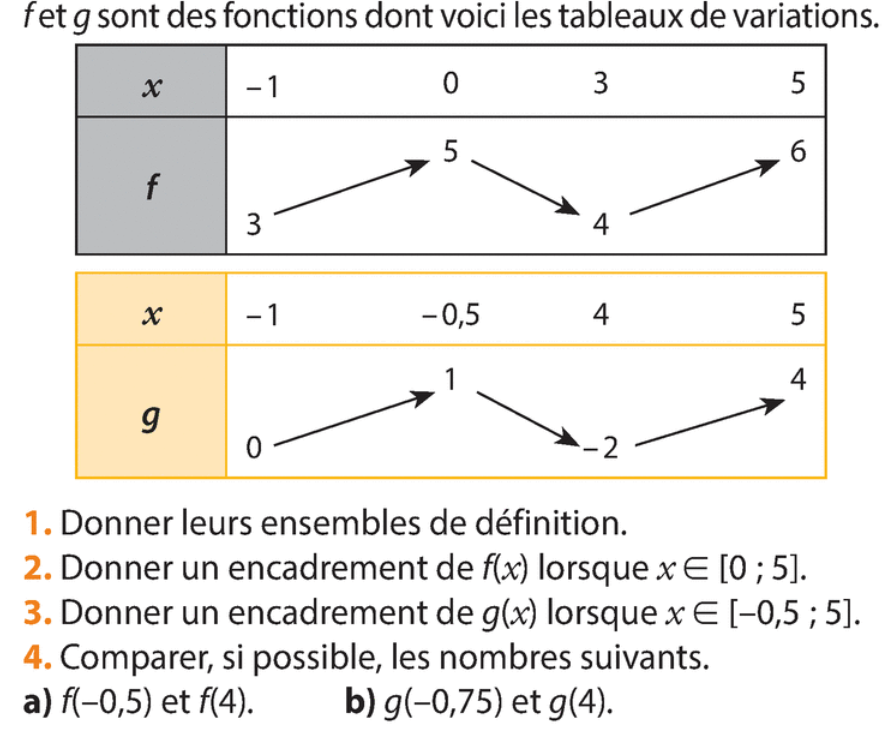 f et g sont des fonctions dont voici les tableaux de variations.
x −1 0 3 5
f 3 5 4 6
x −1 −0,5 4 5
g 0 1 −2 4
1. Donner leurs ensembles de définition.
2. Donner un encadrement de f(x) lorsque x ∈ [0 ; 5].
3. Donner un encadrement de g(x) lorsque x ∈ [−0,5 ; 5].
4. Comparer, si possible, les nombres suivants.
a) f(−0,5) et f(4). b) g(−0,75) et g(4).